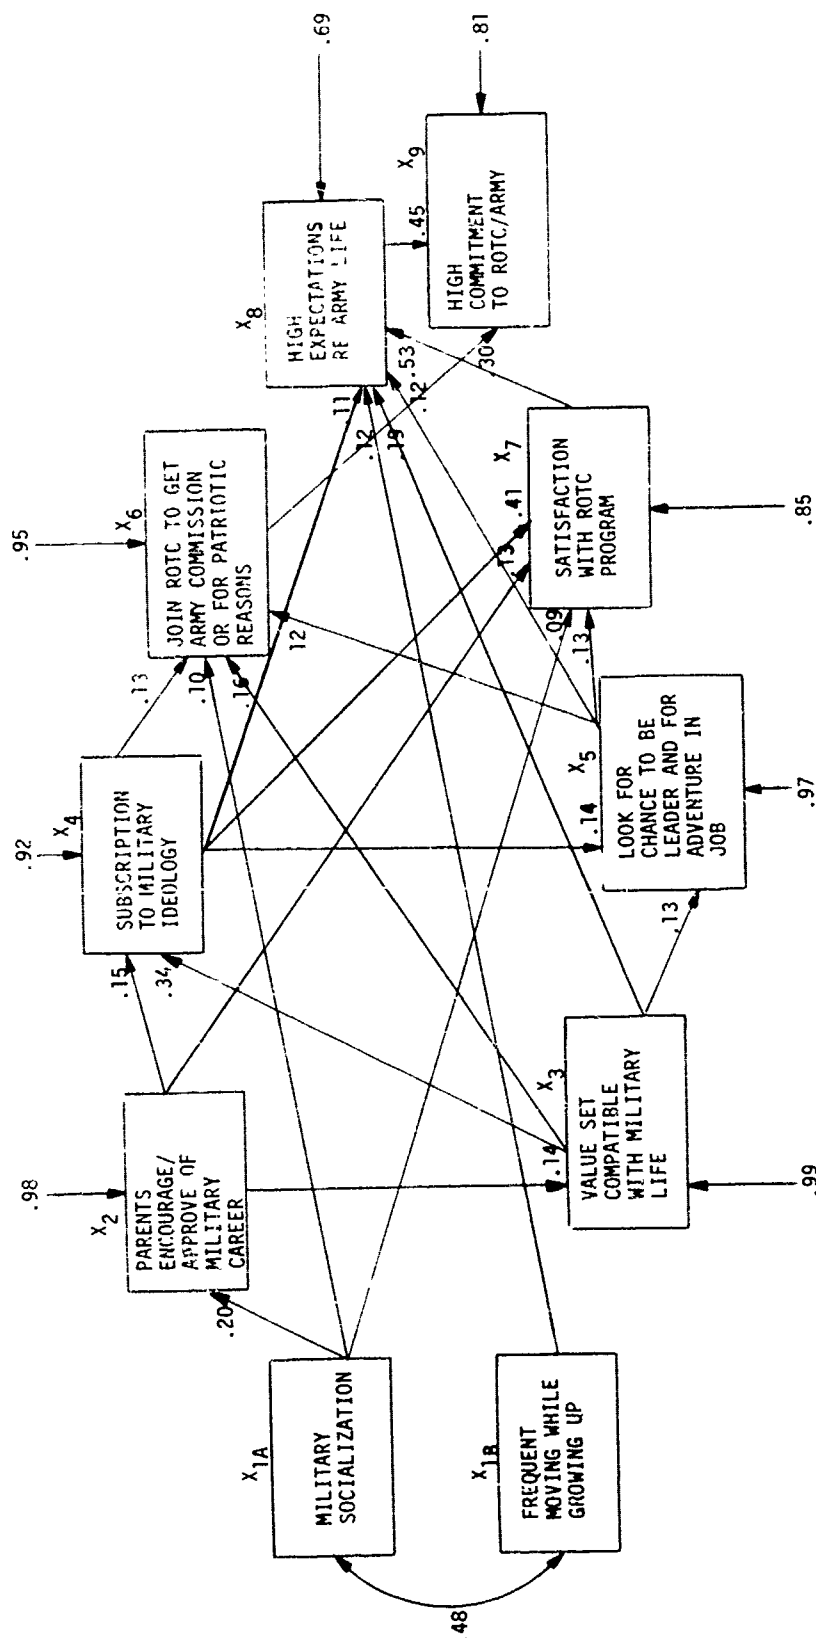 X1A
MILITARY
SOCIALIZATION
X1B
FREQUENT
MOVING WHILE
GROWING UP
.48
.20
X2
PARENTS
ENCOURAGE/
APPROVE OF
MILITARY
CAREER
.98
X3
.14
VALUE SET
COMPATIBLE
WITH MILITARY
LIFE
.99
.15
.34
X4
SUBSCRIPTION
TO MILITARY
IDEOLOGY
.92
.13
X5
.14
LOOK FOR
CHANCE TO BE
LEADER AND FOR
ADVENTURE IN
JOB
.97
.13
.10
.16
X6
JOIN ROTC TO GET
ARMY COMMISSION
OR FOR PATRIOTIC
REASONS
.95
12
.09
.13
.13
.41
X7
SATISFACTION
WITH ROTC
PROGRAM
.85
.11
.12
.19
.12
.53
X8
HIGH
EXPECTATIONS
RE ARMY LIFE
.69
.30
.45
X9
HIGH
COMMITMENT
TO ROTC/ARMY
.81